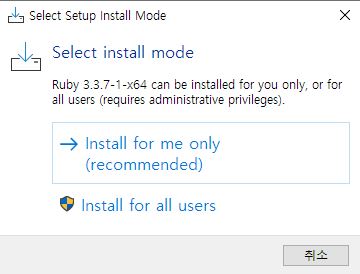 Select Setup Install Mode
Select install mode
Ruby 3.3.7-1-x64 can be installed for you only, or for
all users (requires administrative privileges).
Install for me only
(recommended)
Install for all users
취소